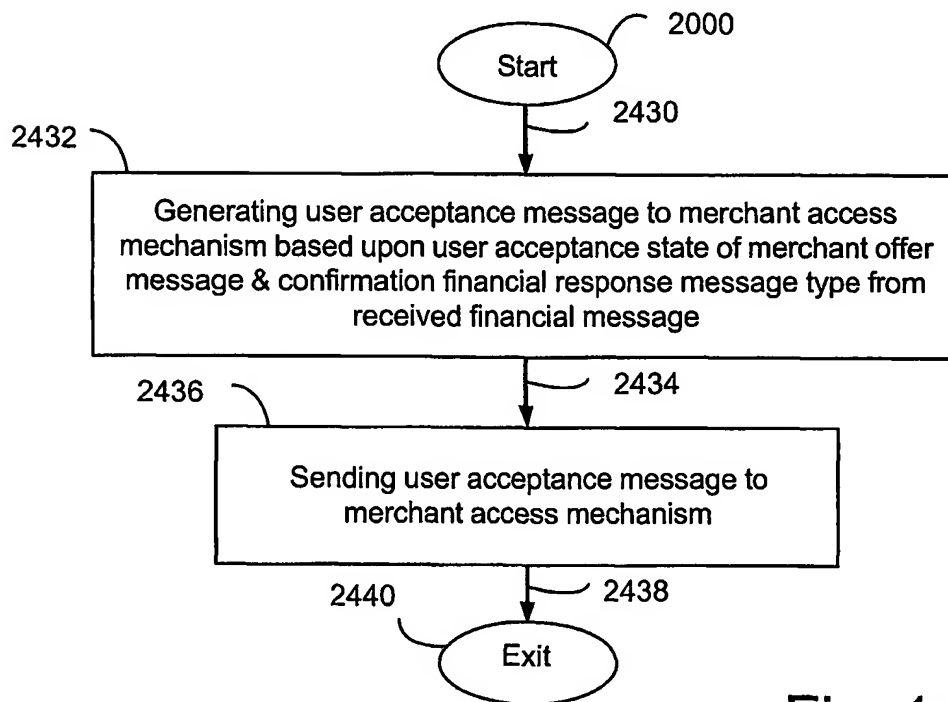 2000
Start
2430
2432
Generating user acceptance message to merchant access
mechanism based upon user acceptance state of merchant offer
message & confirmation financial response message type from
received financial message
2434
2436
Sending user acceptance message to
merchant access mechanism
2438
2440
Exit